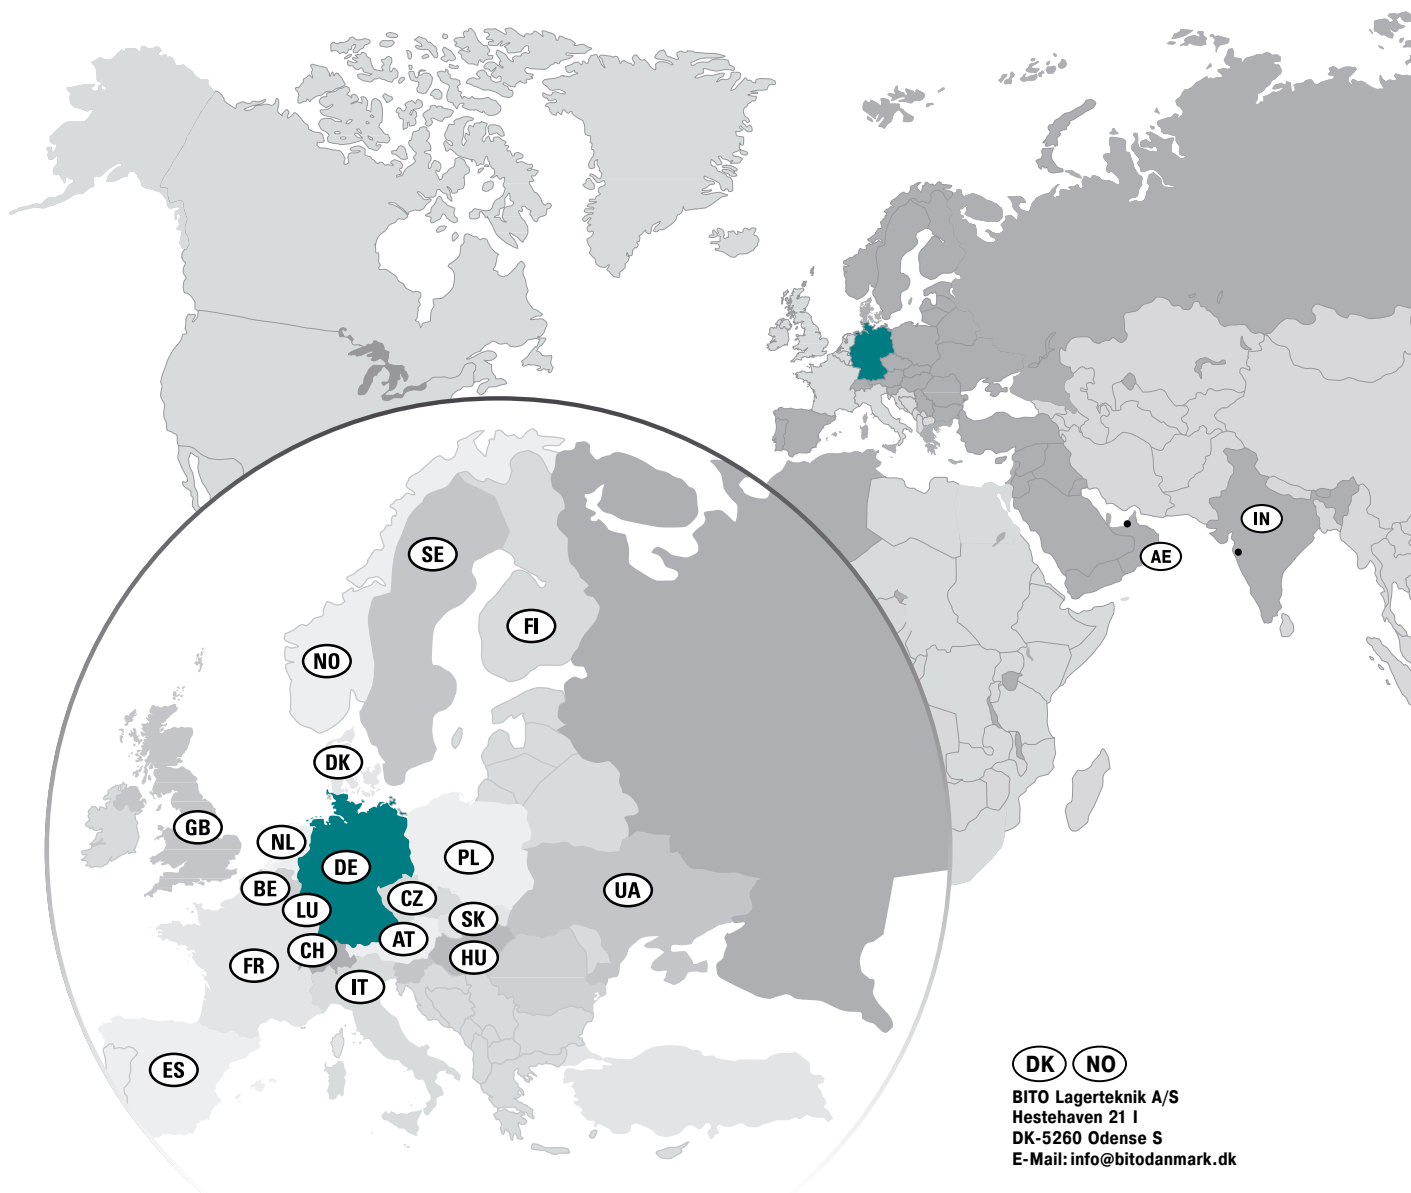 IN
AE
SE
FI
NO
DK
GB
NL
DE
PL
BE
CZ
UA
LU
SK
AT
CH
HU
FR
IT
ES
DK NO
BITO Lagerteknik A/S
Hestehaven 21 l
DK-5260 Odense S
E-Mail: info@bitodanmark.dk